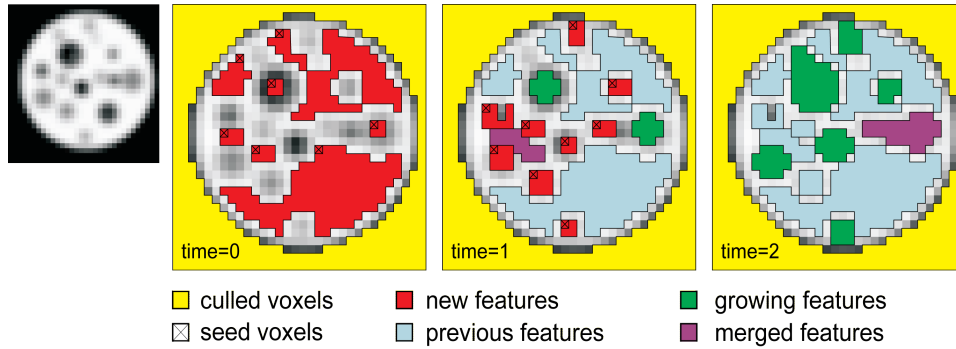 time=0
time=1
time=2
culled voxels
new features
growing features
seed voxels
previous features
merged features